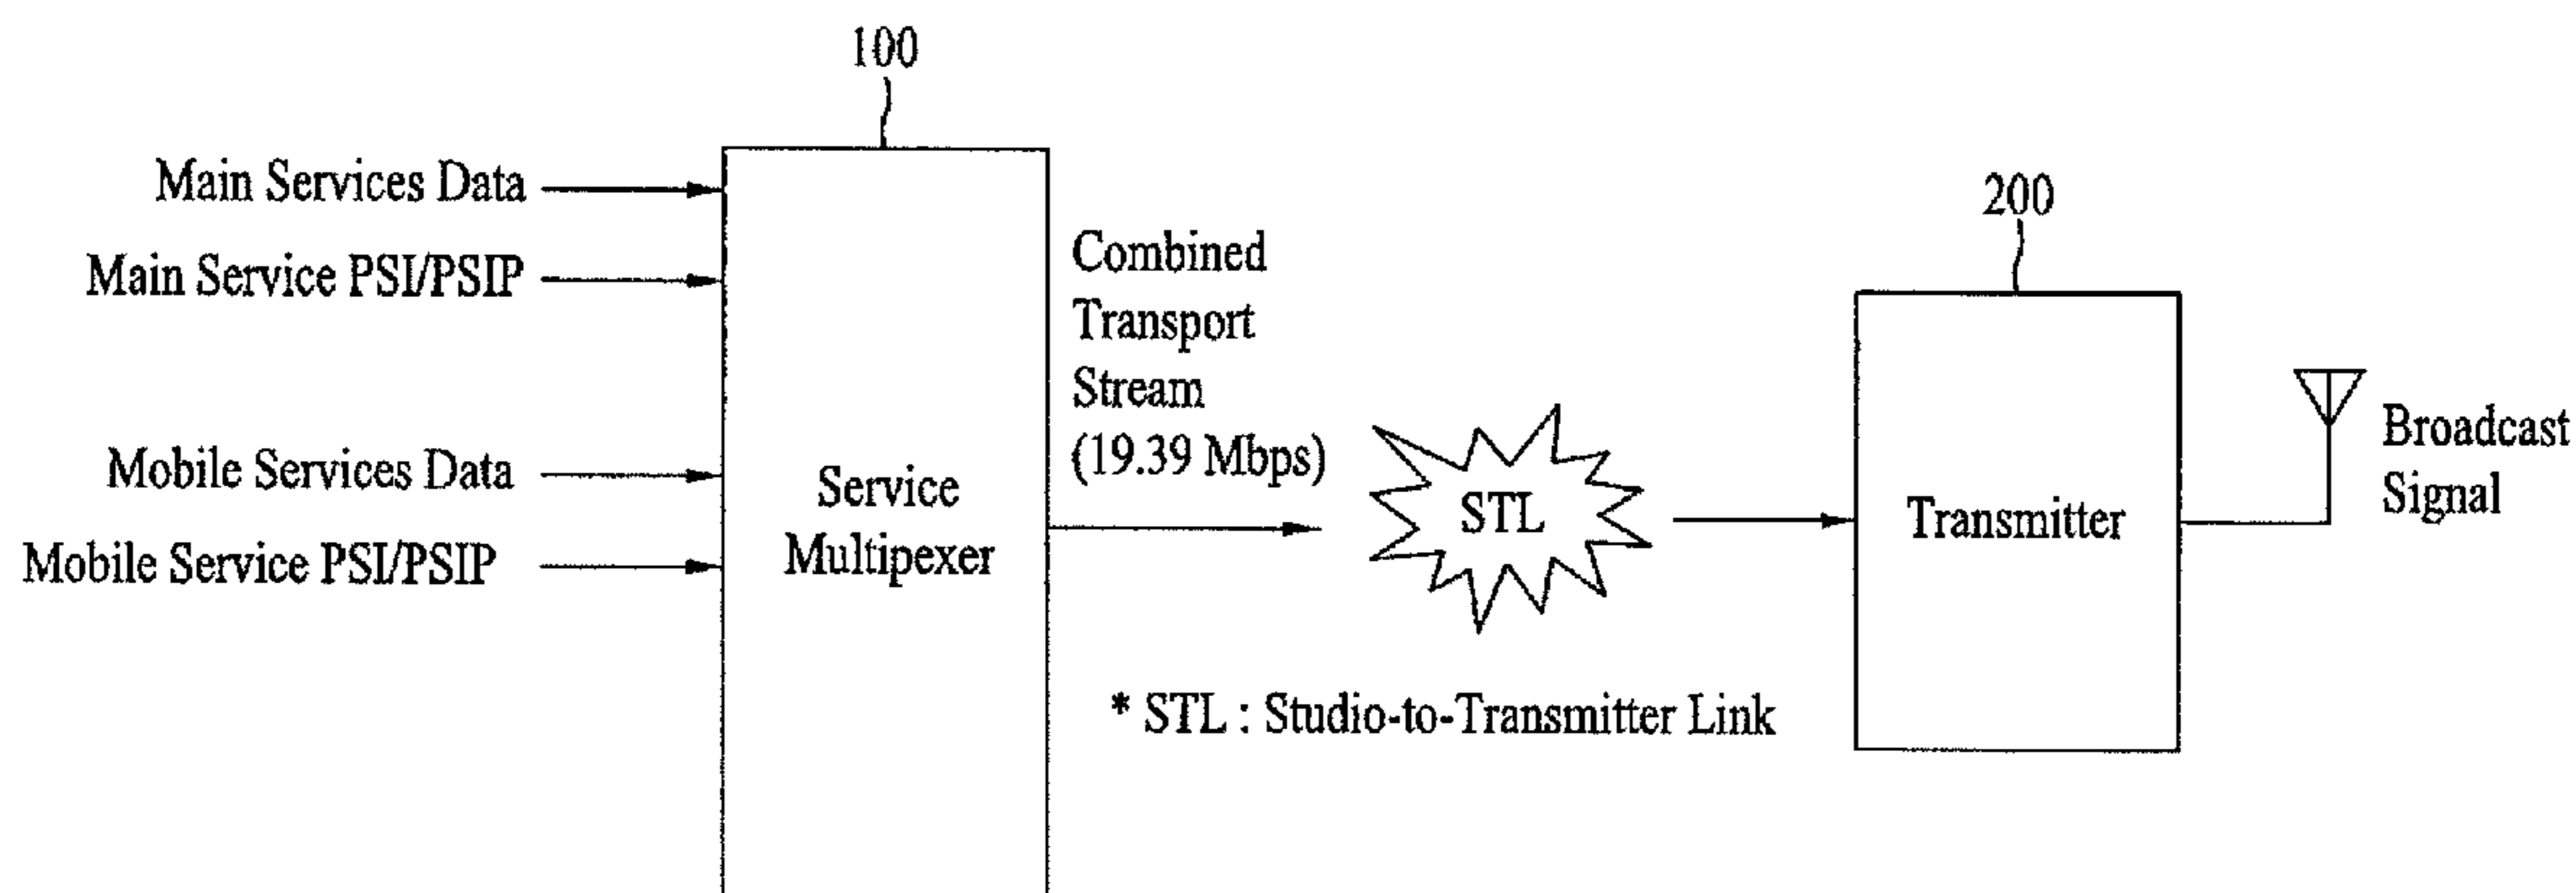 100
Main Services Data
Main Service PSI/PSIP
Mobile Services Data
Mobile Service PSI/PSIP
Service
Multipexer
Combined
Transport
Stream
(19.39 Mbps)
STL
* STL : Studio-to-Transmitter Link
200
Transmitter
Broadcast
Signal